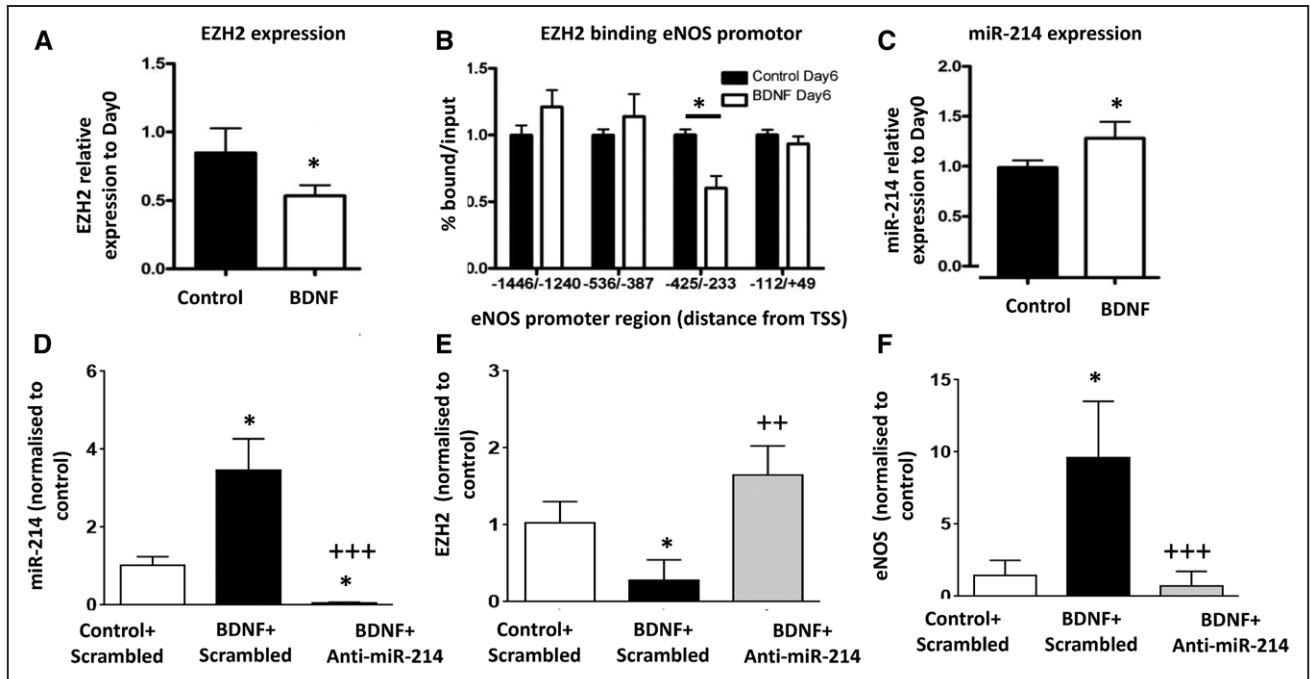 A
EZH2 expression
EZH2 relative
expression to Day0
1.5
1.0
0.5
0.0
*
Control
BDNF
B
EZH2 binding eNOS promotor
% bound/input
1.5
1.0
0.5
0.0
Control Day6
BDNF Day6
*
-1446/-1240
-536/-387
-425/-233
-112/+49
eNOS promoter region (distance from TSS)
C
miR-214 expression
miR-214 relative
expression to Day0
2.0
1.5
1.0
0.5
0.0
*
Control
BDNF
D
miR-214 (normalised to
control)
6
4
2
0
*
+++
*
Control+
Scrambled
BDNF+
Scrambled
BDNF+
Anti-miR-214
E
EZH2 (normalised to
control)
3
2
1
0
*
++
Control+
Scrambled
BDNF+
Scrambled
BDNF+
Anti-miR-214
F
eNOS (normalised to
control)
15
10
5
0
*
+++
Control+
Scrambled
BDNF+
Scrambled
BDNF+
Anti-miR-214